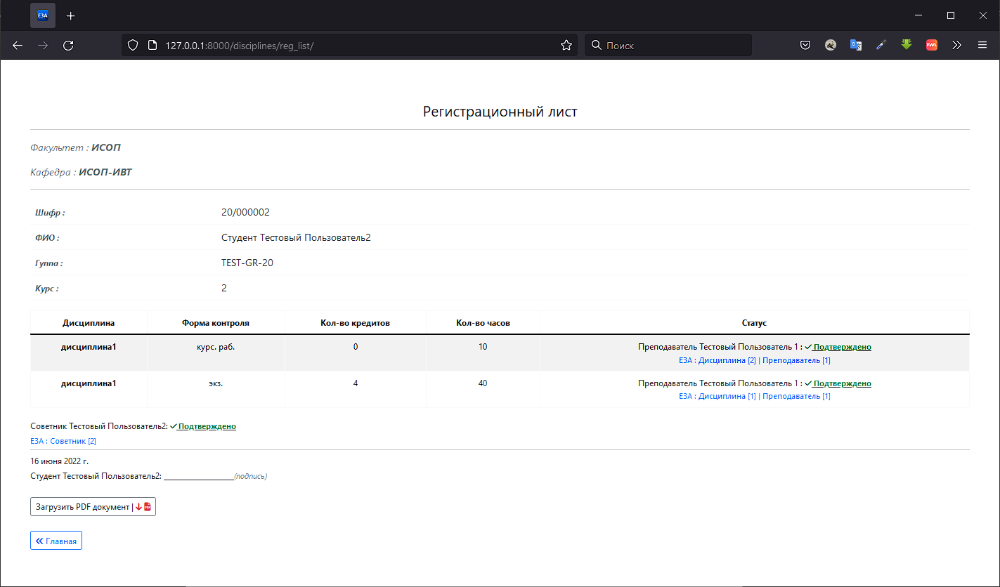 ЕЗА
127.0.0.1:8000/disciplines/reg_list/
Поиск
Регистрационный лист
Факультет : ИСОП
Кафедра : ИСОП-ИВТ
Шифр : 20/000002
ФИО : Студент Тестовый Пользователь2
Гуппа : TEST-GR-20
Курс : 2
Дисциплина Форма контроля Кол-во кредитов Кол-во часов Статус
дисциплина1 курс. раб. 0 10 Преподаватель Тестовый Пользователь 1 : Подтверждено
ЕЗА : Дисциплина [2] | Преподаватель [1]
дисциплина1 экз. 4 40 Преподаватель Тестовый Пользователь 1 : Подтверждено
ЕЗА : Дисциплина [1] | Преподаватель [1]
Советник Тестовый Пользователь2: Подтверждено
ЕЗА : Советник [2]
16 июня 2022 г.
Студент Тестовый Пользователь2: __________________(подпись)
Загрузить PDF документ | PDF
Главная